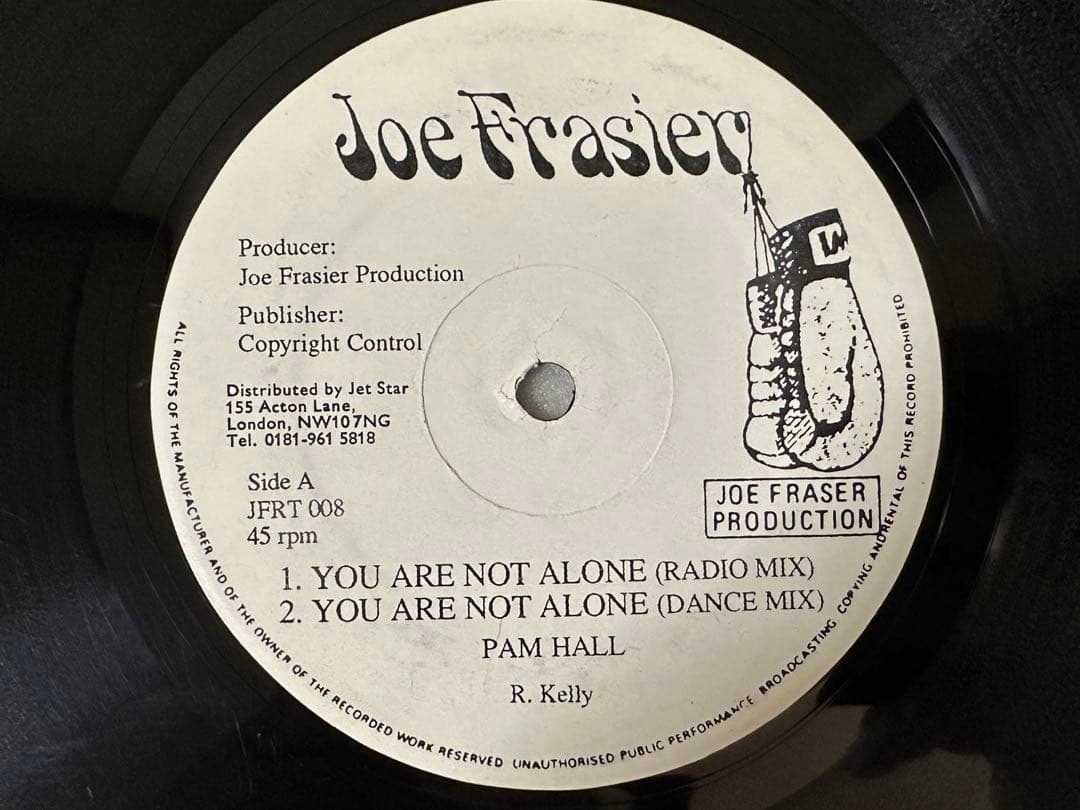 Joe Frasier
Producer:
Joe Frasier Production
Publisher:
Copyright Control
Distributed by Jet Star
155 Acton Lane,
London, NW107NG
Tel. 0181-961 5818
Side A
JFRT 008
45 rpm
JOE FRASER
PRODUCTION
1. YOU ARE NOT ALONE (RADIO MIX)
2. YOU ARE NOT ALONE (DANCE MIX)
PAM HALL
R. Kelly
ALL RIGHTS OF THE MANUFACTURER AND OF THE OWNER OF THE RECORDED WORK RESERVED UNAUTHORISED PUBLIC PERFORMANCE BROADCASTING COPYING AND RENTAL OF THIS RECORD PROHIBITED